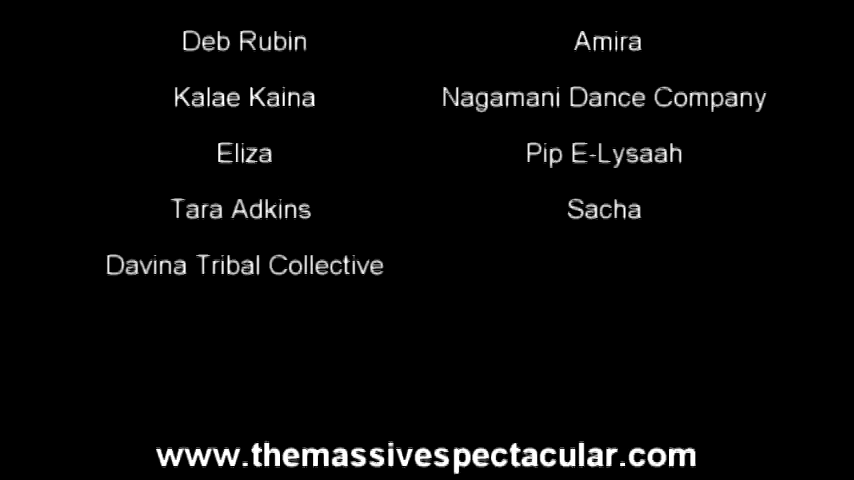 Deb Rubin
Amira
Kalae Kaina
Nagamani Dance Company
Eliza
Pip E-Lysaah
Tara Adkins
Sacha
Davina Tribal Collective
www.themassivespectacular.com